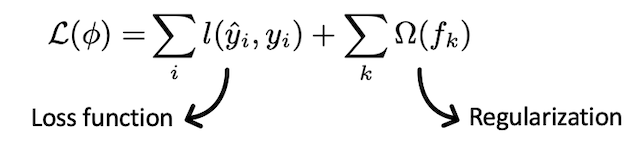 ℒ(ϕ) = ∑_i l(ŷ_i, y_i) + ∑_k Ω(f_k)
Loss function
Regularization